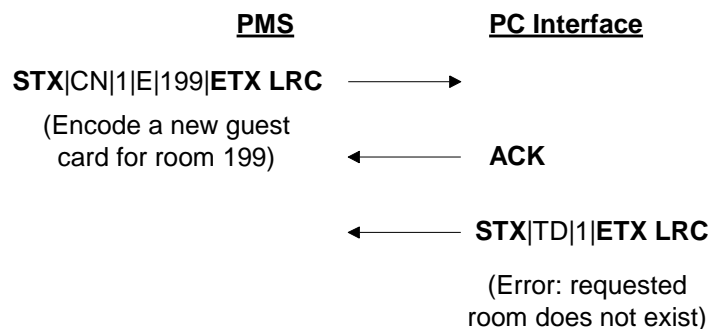 PMS PC Interface
STX|CN|1|E|199|ETX LRC
(Encode a new guest
card for room 199)
ACK
STX|TD|1|ETX LRC
(Error: requested
room does not exist)